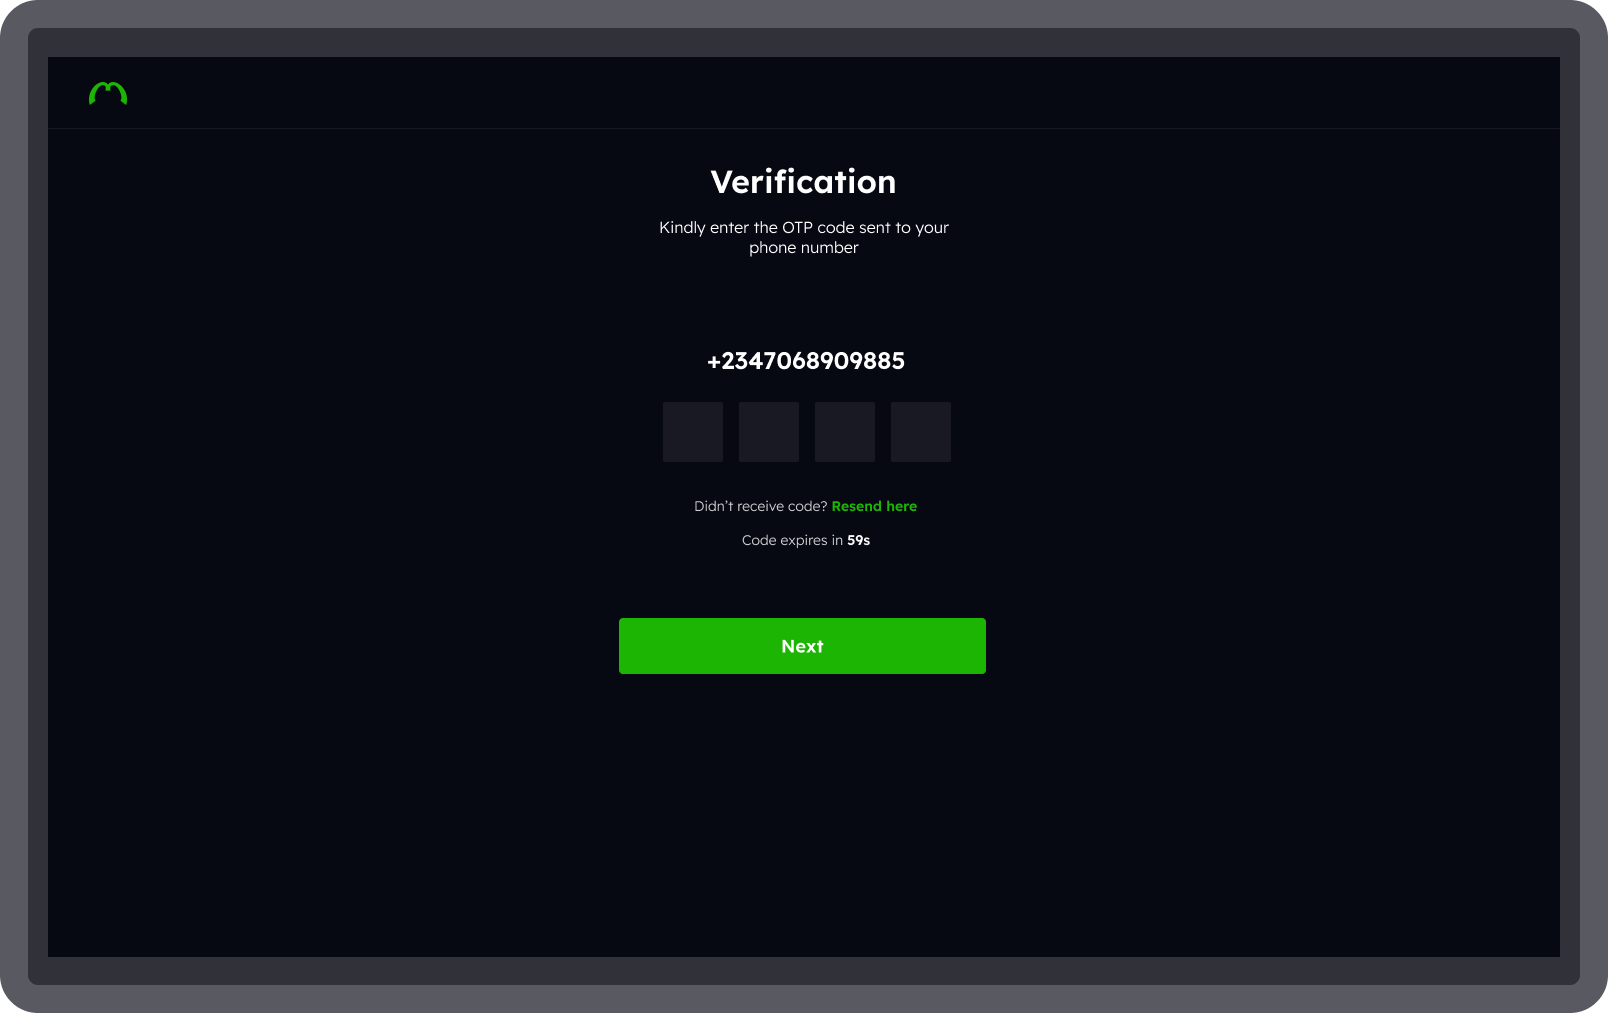 Verification
Kindly enter the OTP code sent to your
phone number
+2347068909885
Didn’t receive code? Resend here
Code expires in 59s
Next